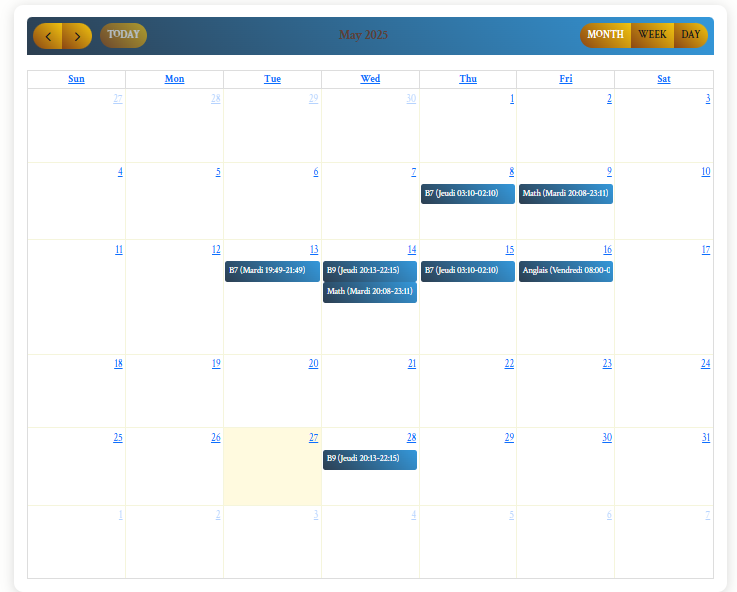 TODAY
May 2025
MONTH WEEK DAY
Sun Mon Tue Wed Thu Fri Sat
27 28 29 30 1 2 3
4 5 6 7 8 9 10
B7 (Jeudi 03:10-02:10) Math (Mardi 20:08-23:11)
11 12 13 14 15 16 17
B7 (Mardi 19:49-21:49) B9 (Jeudi 20:13-22:15) B7 (Jeudi 03:10-02:10) Anglais (Vendredi 08:00-0
Math (Mardi 20:08-23:11)
18 19 20 21 22 23 24
25 26 27 28 29 30 31
B9 (Jeudi 20:13-22:15)
1 2 3 4 5 6 7